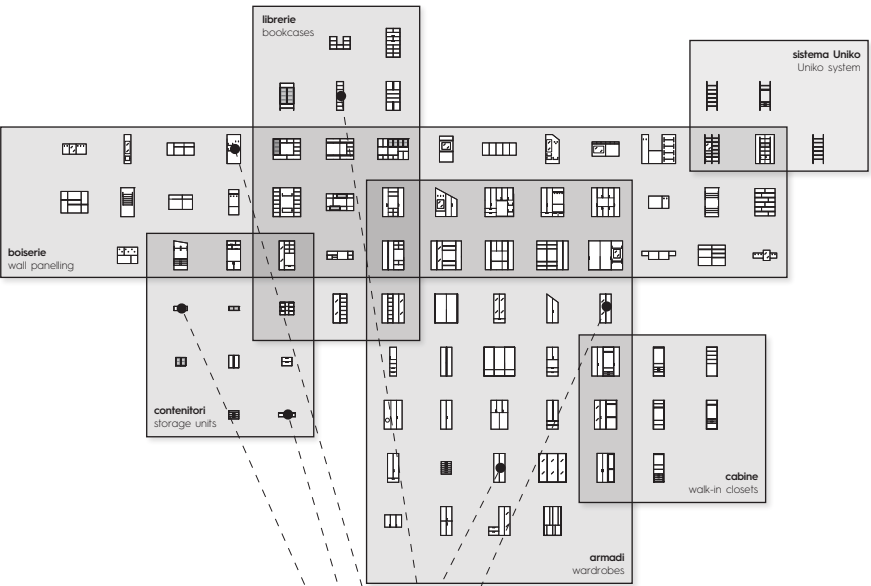 librerie
bookcases
sistema Uniko
Uniko system
boiserie
wall panelling
contenitori
storage units
cabine
walk-in closets
armadi
wardrobes